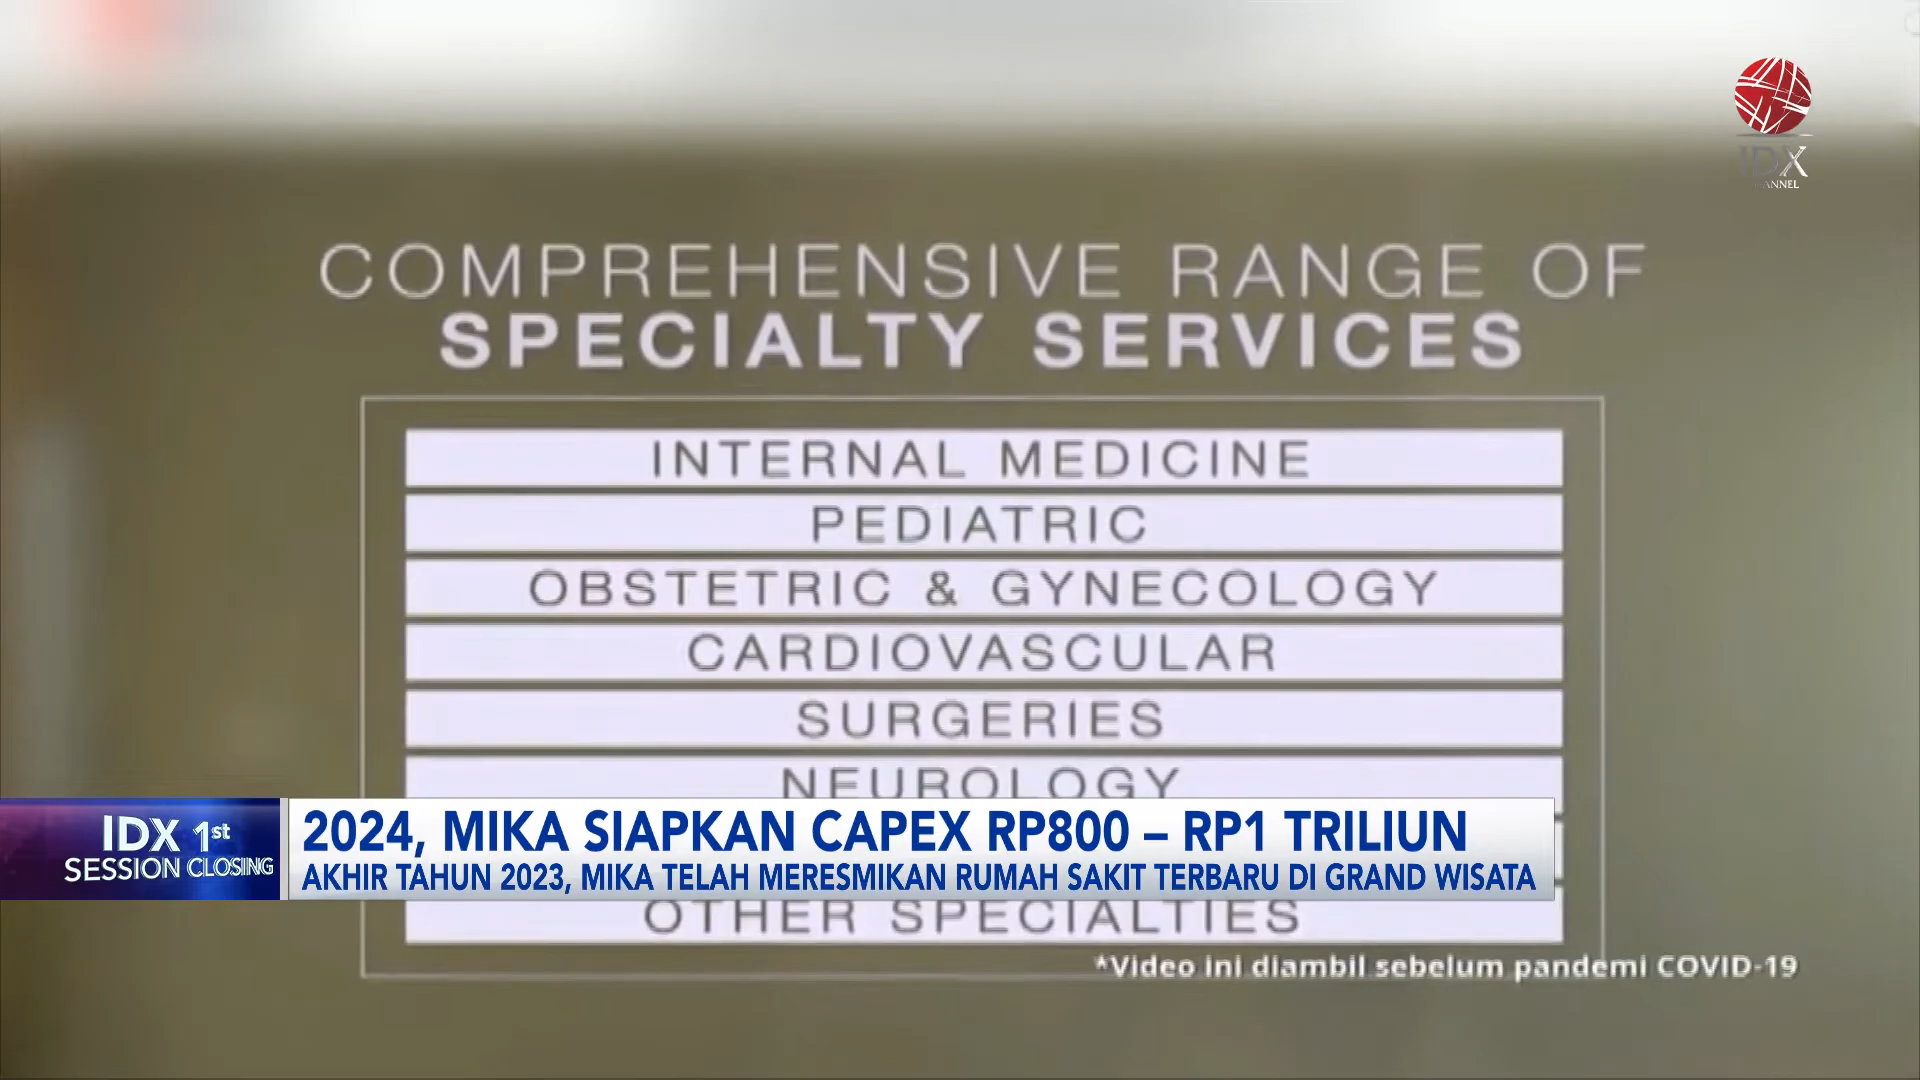 IDX
CHANNEL
COMPREHENSIVE RANGE OF
SPECIALTY SERVICES
INTERNAL MEDICINE
PEDIATRIC
OBSTETRIC & GYNECOLOGY
CARDIOVASCULAR
SURGERIES
NEUROLOGY
IDX 1st
SESSION CLOSING
2024, MIKA SIAPKAN CAPEX RP800 – RP1 TRILIUN
AKHIR TAHUN 2023, MIKA TELAH MERESMIKAN RUMAH SAKIT TERBARU DI GRAND WISATA
OTHER SPECIALTIES
*Video ini diambil sebelum pandemi COVID-19